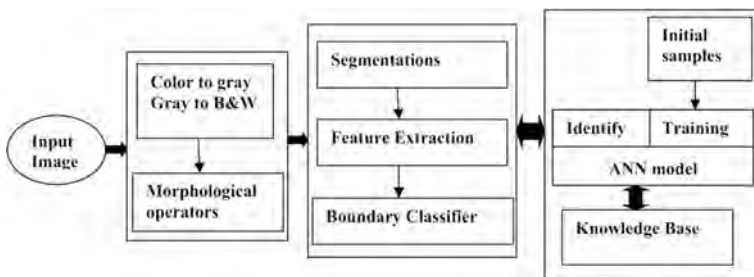 Input
Image
Color to gray
Gray to B&W
Morphological
operators
Segmentations
Feature Extraction
Boundary Classifier
Initial
samples
Identify
Training
ANN model
Knowledge Base